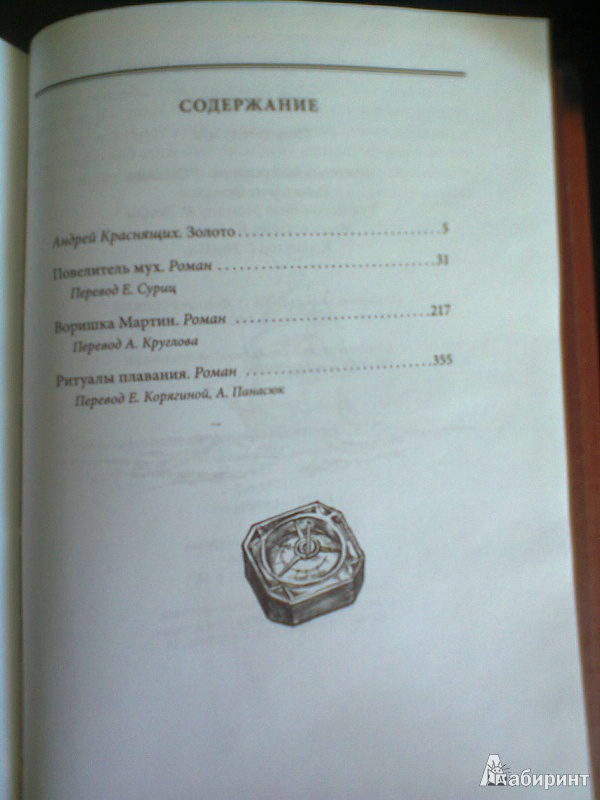 СОДЕРЖАНИЕ
Андрей Краснящих. Золото . . . . . . . . . . . . . . . . . . . . . . . . 5
Повелитель мух. Роман . . . . . . . . . . . . . . . . . . . . . . . . 31
Перевод Е. Суриц
Воришка Мартин. Роман . . . . . . . . . . . . . . . . . . . . . . . . 217
Перевод А. Круглова
Ритуалы плавания. Роман . . . . . . . . . . . . . . . . . . . . . . . . 355
Перевод Е. Корягиной, А. Панасюк
Лабиринт